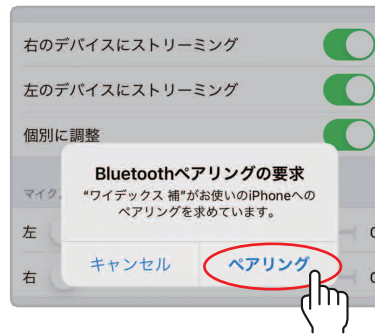 右のデバイスにストリーミング
左のデバイスにストリーミング
個別に調整
Bluetoothペアリングの要求
“ワイデックス 補”がお使いのiPhoneへの
ペアリングを求めています。
マイク
左
キャンセル ペアリング
右